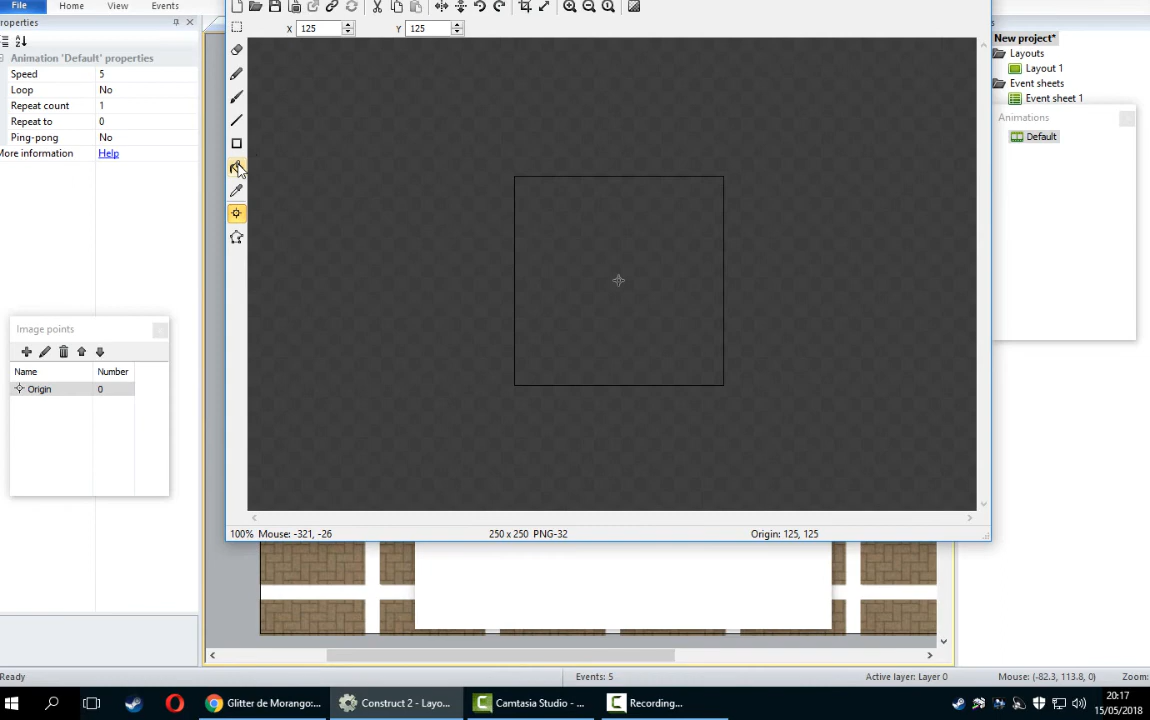 File Home View Events
roperties
Animation 'Default' properties
Speed 5
Loop No
Repeat count 1
Repeat to 0
Ping-pong No
More information Help
X 125 Y 125
New project*
Layouts
Layout 1
Event sheets
Event sheet 1
Animations
Default
Image points
Name Number
Origin 0
100% Mouse: -321, -26 250 x 250 PNG-32 Origin: 125, 125
Ready Events: 5 Active layer: Layer 0 Mouse: (-82.3, 113.8, 0) Zoom:
Glitter de Morango:... Construct 2 - Layo... Camtasia Studio - ... Recording...
20:17
15/05/2018